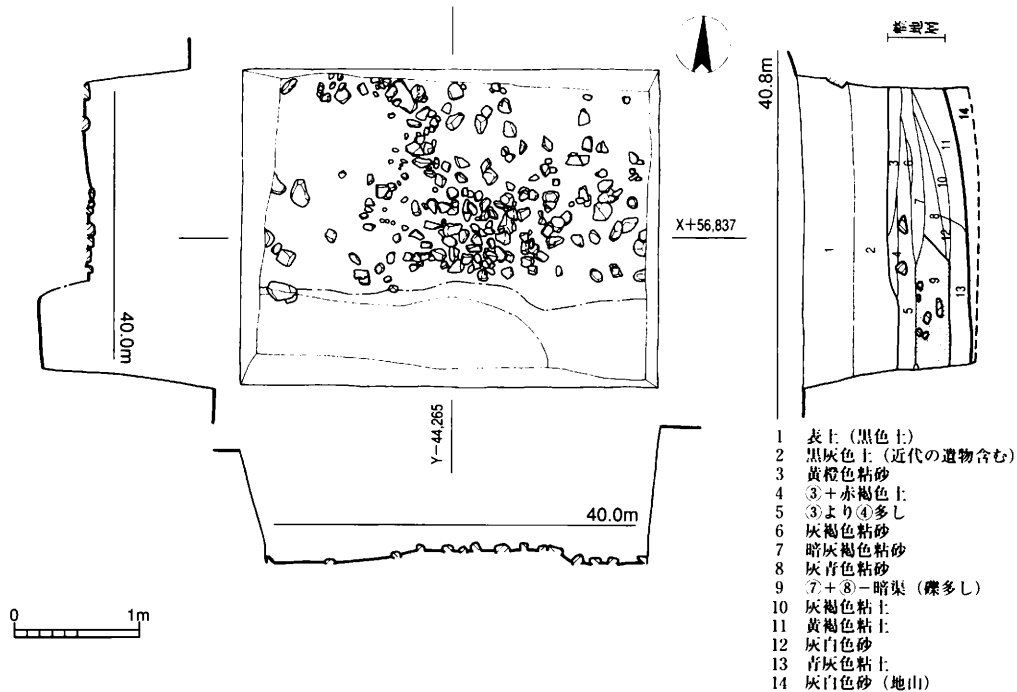 整地層
40.8m
14
11
3
6
10
7
8
12
1
2
4
9
13
5
X+56,837
40.0m
Y−44,265
40.0m
0 1m
1 表土（黒色土）
2 黒灰色土（近代の遺物含む）
3 黄橙色粘砂
4 ③＋赤褐色土
5 ③より④多し
6 灰褐色粘砂
7 暗灰褐色粘砂
8 灰青色粘砂
9 ⑦＋⑧−暗渠（礫多し）
10 灰褐色粘土
11 黄褐色粘土
12 灰白色砂
13 青灰色粘土
14 灰白色砂（地山）